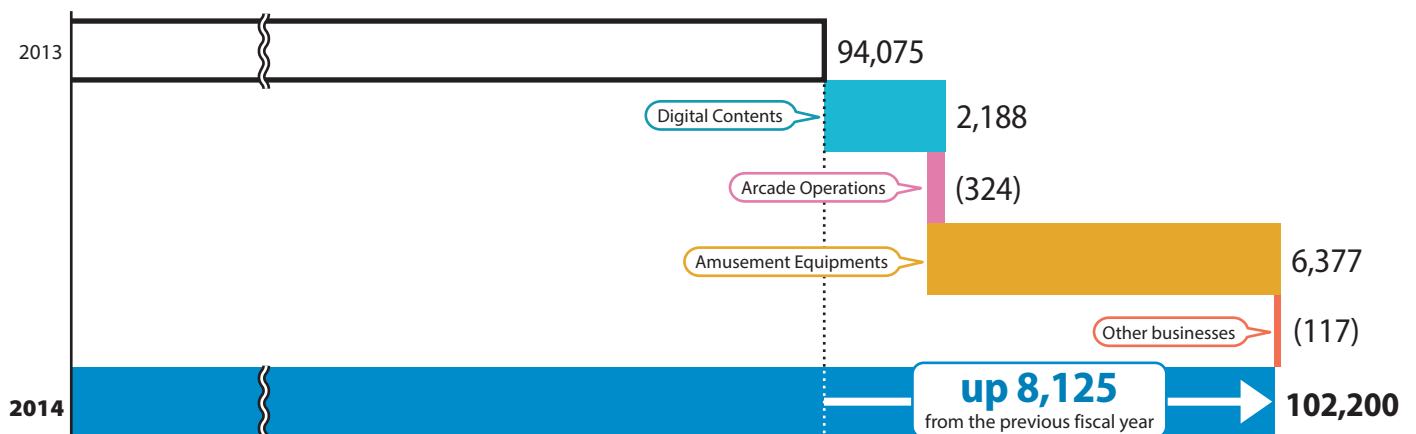 2013
94,075
Digital Contents
2,188
Arcade Operations
(324)
Amusement Equipments
6,377
Other businesses
(117)
2014
up 8,125
from the previous fiscal year
102,200